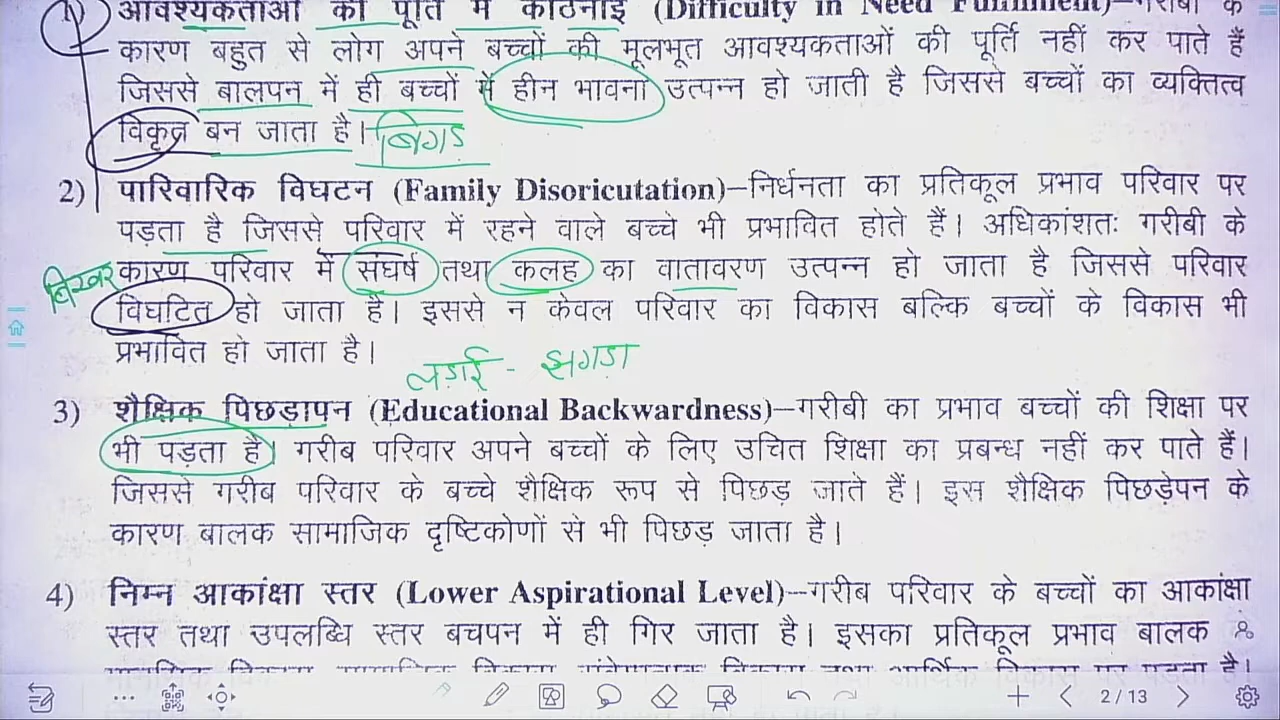 1) आवश्यकताओं की पूर्ति में कठिनाई (Difficulty in Need Fulfilment)–गरीबी के
कारण बहुत से लोग अपने बच्चों की मूलभूत आवश्यकताओं की पूर्ति नहीं कर पाते हैं
जिससे बालपन में ही बच्चों में हीन भावना उत्पन्न हो जाती है जिससे बच्चों का व्यक्तित्व
विकृत बन जाता है। बिगड
2) पारिवारिक विघटन (Family Disoricutation)–निर्धनता का प्रतिकूल प्रभाव परिवार पर
पड़ता है जिससे परिवार में रहने वाले बच्चे भी प्रभावित होते हैं। अधिकांशतः गरीबी के
बिखर कारण परिवार में संघर्ष तथा कलह का वातावरण उत्पन्न हो जाता है जिससे परिवार
विघटित हो जाता है। इससे न केवल परिवार का विकास बल्कि बच्चों के विकास भी
प्रभावित हो जाता है।
लड़ाई - झगड़ा
3) शैक्षिक पिछड़ापन (Educational Backwardness)–गरीबी का प्रभाव बच्चों की शिक्षा पर
भी पड़ता है। गरीब परिवार अपने बच्चों के लिए उचित शिक्षा का प्रबन्ध नहीं कर पाते हैं।
जिससे गरीब परिवार के बच्चे शैक्षिक रूप से पिछड़ जाते हैं। इस शैक्षिक पिछड़ेपन के
कारण बालक सामाजिक दृष्टिकोणों से भी पिछड़ जाता है।
4) निम्न आकांक्षा स्तर (Lower Aspirational Level)–गरीब परिवार के बच्चों का आकांक्षा
स्तर तथा उपलब्धि स्तर बचपन में ही गिर जाता है। इसका प्रतिकूल प्रभाव बालक
2/13